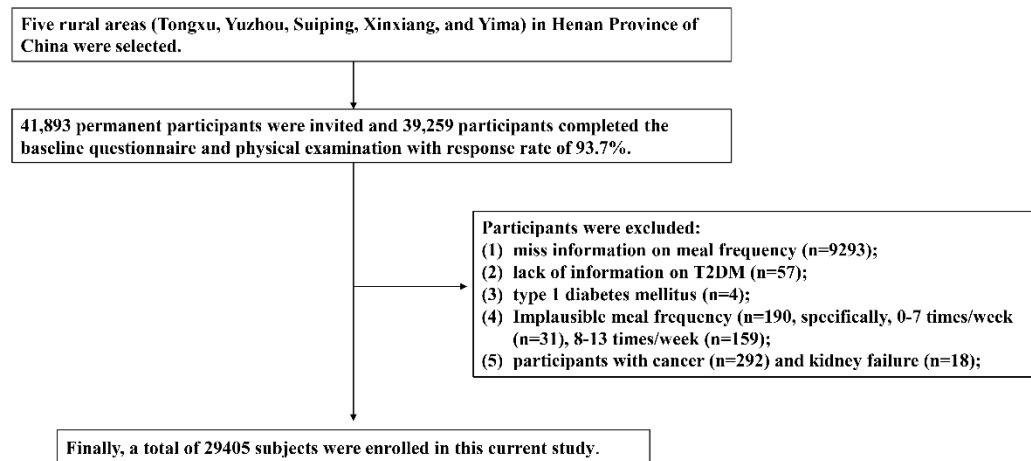 Five rural areas (Tongxu, Yuzhou, Suiping, Xinxiang, and Yima) in Henan Province of
China were selected.
41,893 permanent participants were invited and 39,259 participants completed the
baseline questionnaire and physical examination with response rate of 93.7%.
Participants were excluded:
(1) miss information on meal frequency (n=9293);
(2) lack of information on T2DM (n=57);
(3) type 1 diabetes mellitus (n=4);
(4) Implausible meal frequency (n=190, specifically, 0-7 times/week
(n=31), 8-13 times/week (n=159);
(5) participants with cancer (n=292) and kidney failure (n=18);
Finally, a total of 29405 subjects were enrolled in this current study.